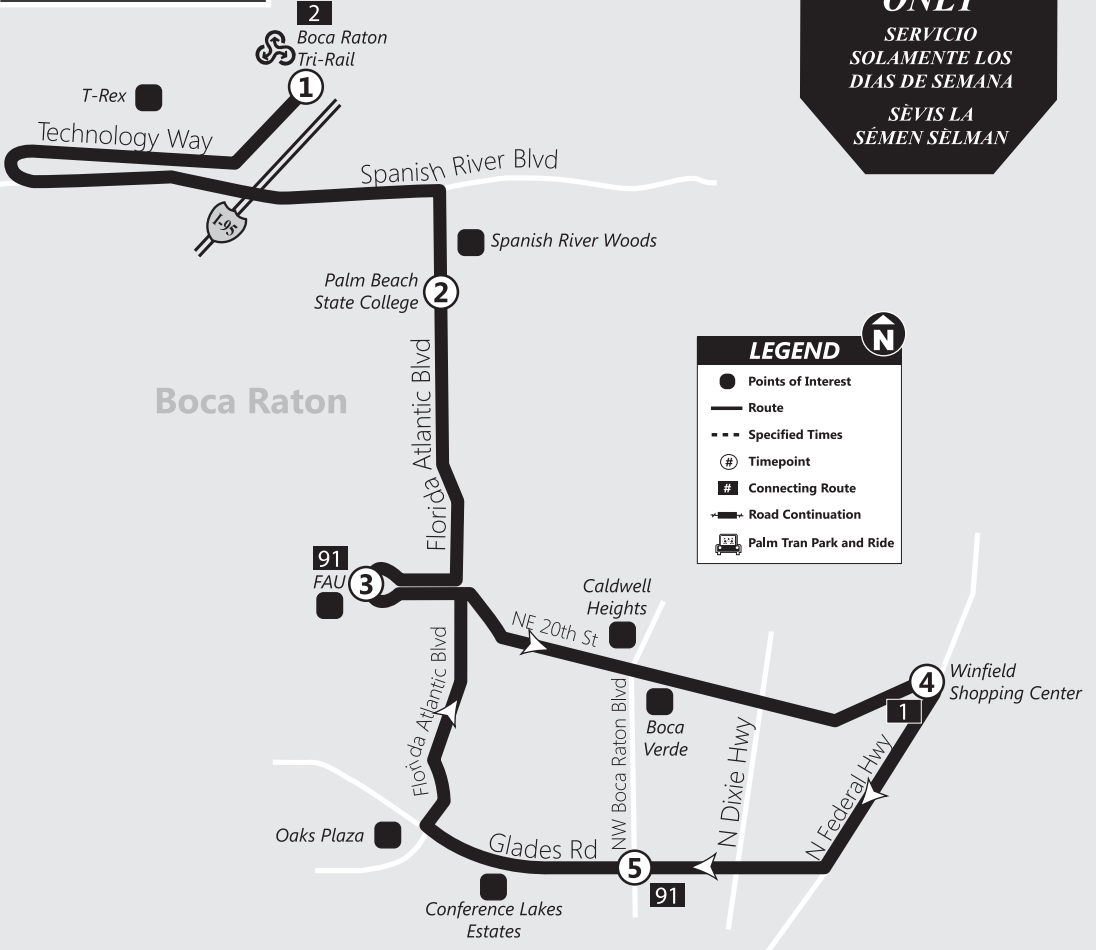 ONLY
SERVICIO
SOLAMENTE LOS
DIAS DE SEMANA
SÈVIS LA
SÉMEN SÈLMAN
2
Boca Raton
Tri-Rail
1
T-Rex
Technology Way
Spanish River Blvd
I-95
Spanish River Woods
Palm Beach
State College
2
Florida Atlantic Blvd
Boca Raton
N
LEGEND
Points of Interest
Route
Specified Times
# Timepoint
# Connecting Route
Road Continuation
Palm Tran Park and Ride
91
FAU
3
Caldwell
Heights
NE 20th St
4
Winfield
Shopping Center
1
Boca
Verde
Florida Atlantic Blvd
NW Boca Raton Blvd
N Dixie Hwy
N Federal Hwy
Oaks Plaza
Glades Rd
5
91
Conference Lakes
Estates